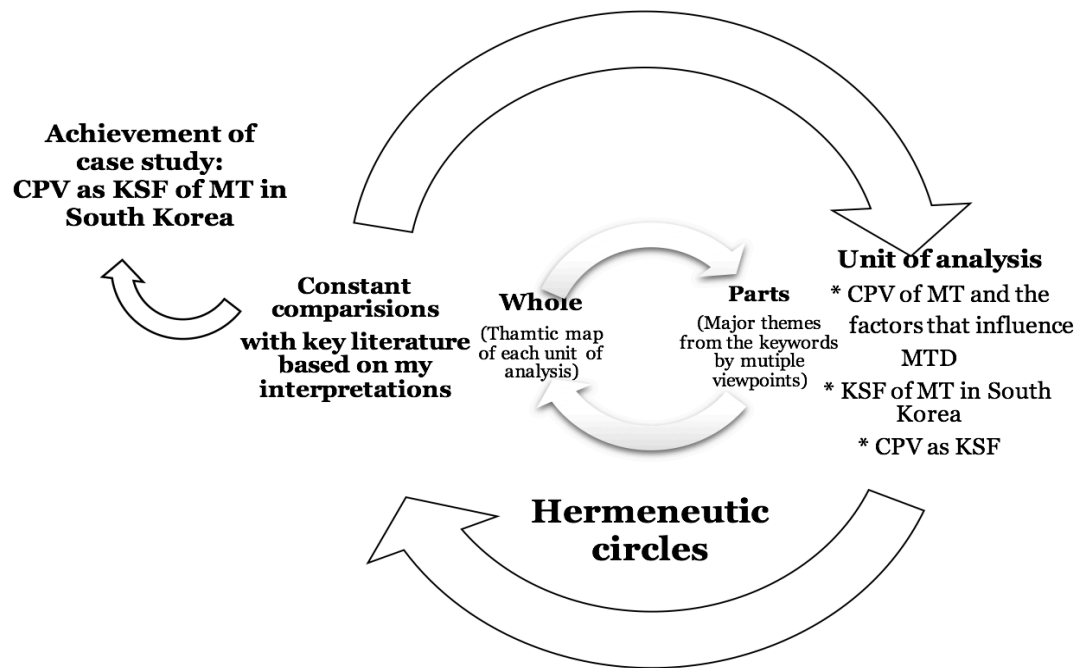 Achievement of
case study:
CPV as KSF of MT in
South Korea
Constant
comparisions
with key literature
based on my
interpretations
Whole
(Thamtic map
of each unit of
analysis)
Parts
(Major themes
from the keywords
by mutiple
viewpoints)
Unit of analysis
* CPV of MT and the
factors that influence
MTD
* KSF of MT in South
Korea
* CPV as KSF
Hermeneutic
circles